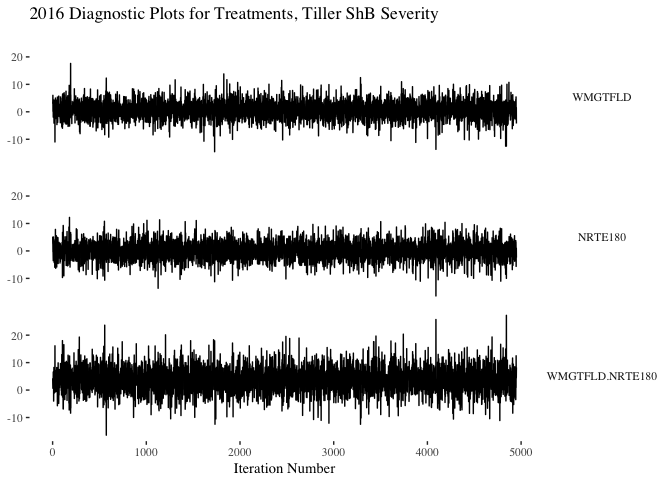 2016 Diagnostic Plots for Treatments, Tiller ShB Severity
20
10
0
-10
WMGTFLD
20
10
0
-10
NRTE180
20
10
0
-10
WMGTFLD.NRTE180
0 1000 2000 3000 4000 5000
Iteration Number